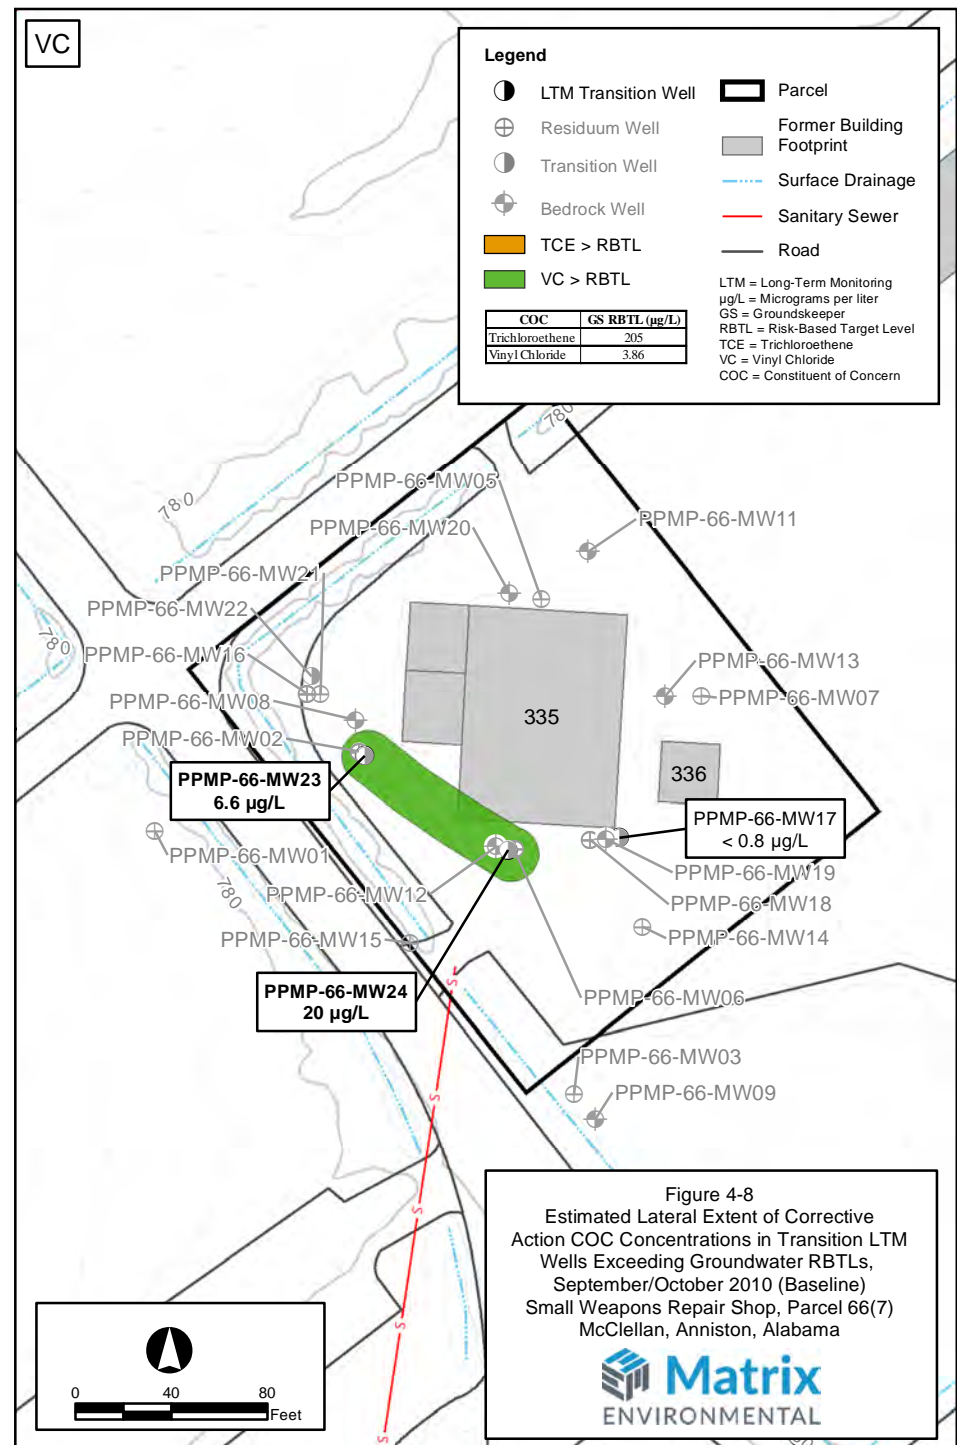 VC
Legend
LTM Transition Well
Residuum Well
Transition Well
Bedrock Well
TCE > RBTL
VC > RBTL
COC GS RBTL (µg/L)
Trichloroethene 205
Vinyl Chloride 3.86
Parcel
Former Building
Footprint
Surface Drainage
Sanitary Sewer
Road
LTM = Long-Term Monitoring
µg/L = Micrograms per liter
GS = Groundskeeper
RBTL = Risk-Based Target Level
TCE = Trichloroethene
VC = Vinyl Chloride
COC = Constituent of Concern
780
780
PPMP-66-MW05
PPMP-66-MW20
PPMP-66-MW11
PPMP-66-MW21
PPMP-66-MW22
780
PPMP-66-MW16
PPMP-66-MW13
PPMP-66-MW07
PPMP-66-MW08
335
PPMP-66-MW02
336
PPMP-66-MW23
6.6 µg/L
PPMP-66-MW17
< 0.8 µg/L
PPMP-66-MW01
PPMP-66-MW19
780
PPMP-66-MW12
PPMP-66-MW18
PPMP-66-MW15
PPMP-66-MW14
PPMP-66-MW24
20 µg/L
PPMP-66-MW06
S
PPMP-66-MW03
PPMP-66-MW09
S
S
S
S
Figure 4-8
Estimated Lateral Extent of Corrective
Action COC Concentrations in Transition LTM
Wells Exceeding Groundwater RBTLs,
September/October 2010 (Baseline)
Small Weapons Repair Shop, Parcel 66(7)
McClellan, Anniston, Alabama
Matrix
ENVIRONMENTAL
0 40 80
Feet